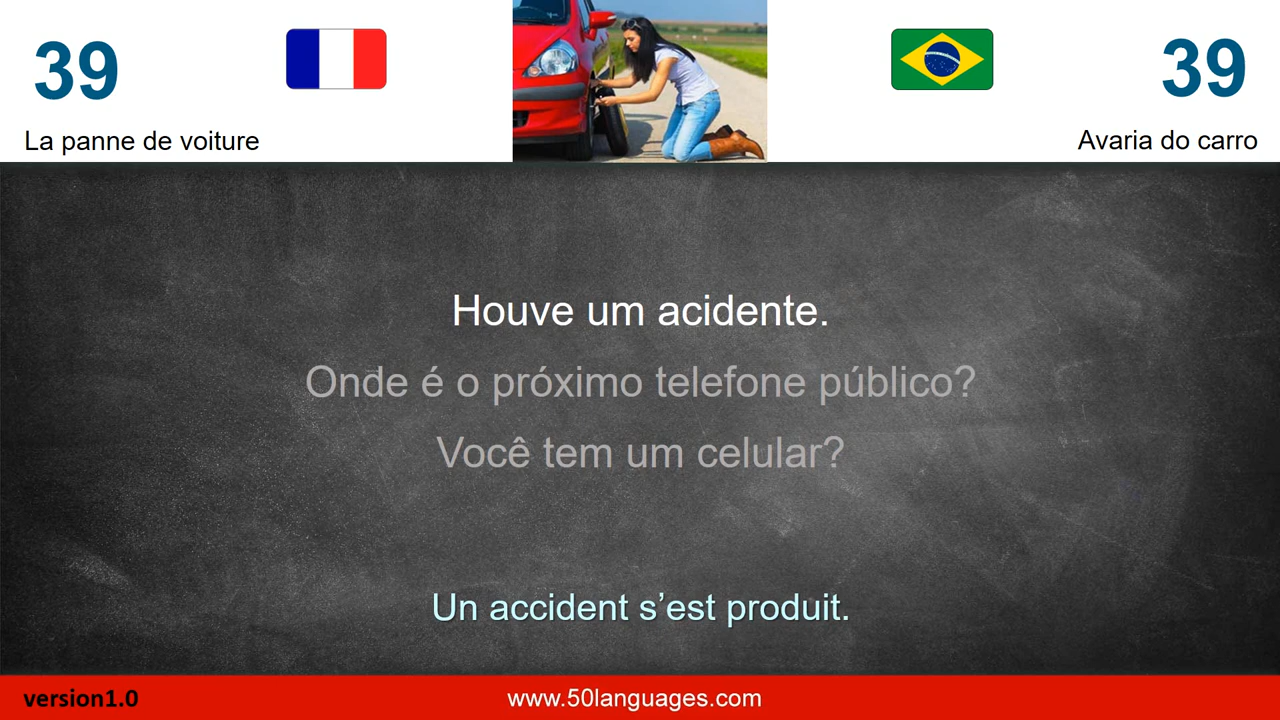 39
39
La panne de voiture
Avaria do carro
Houve um acidente.
Onde é o próximo telefone público?
Você tem um celular?
Un accident s’est produit.
version1.0
www.50languages.com